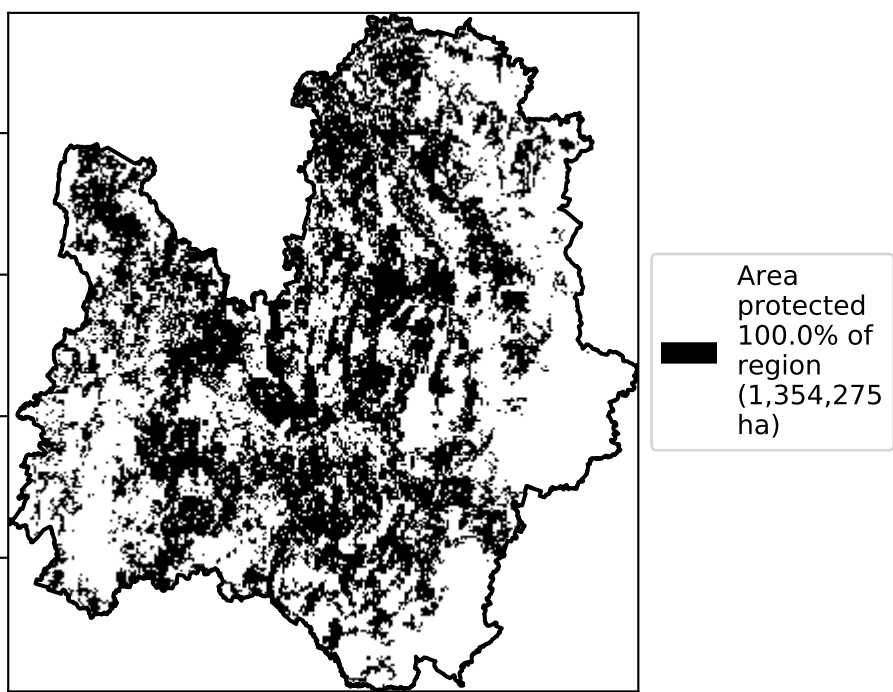 Area
protected
100.0% of
region
(1,354,275
ha)